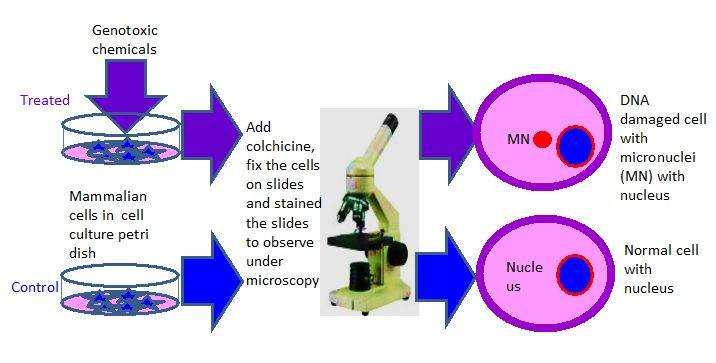 Genotoxic
chemicals
Treated
Mammalian
cells in cell
culture petri
dish
Control
Add
colchicine,
fix the cells
on slides
and stained
the slides
to observe
under
microscopy
MN
DNA
damaged cell
with
micronuclei
(MN) with
nucleus
Nucle
us
Normal cell
with
nucleus